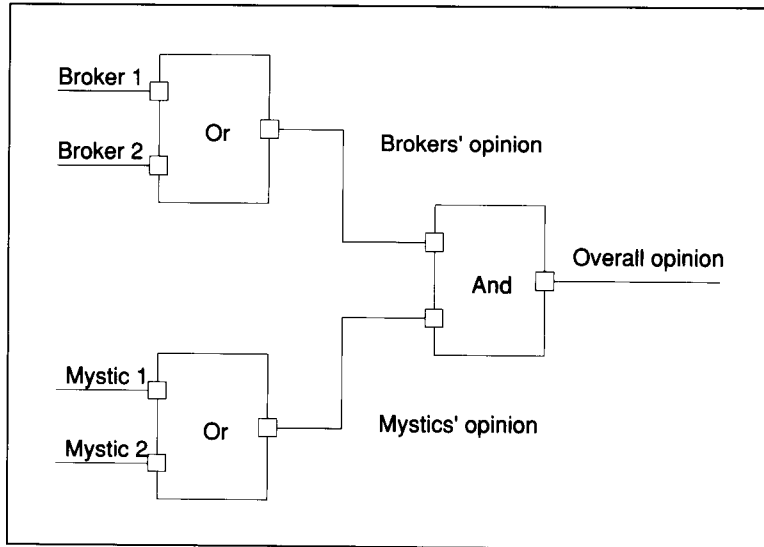 Broker 1
Or
Broker 2
Brokers' opinion
And
Overall opinion
Mystic 1
Or
Mystic 2
Mystics' opinion